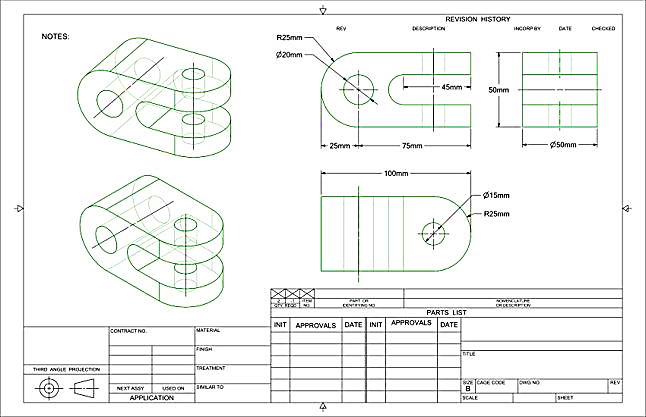 REVISION HISTORY
REV DESCRIPTION INCORP BY DATE CHECKED
NOTES:
R25mm
Ø20mm
45mm
50mm
25mm 75mm
Ø50mm
100mm
Ø15mm
R25mm
2 1 ITEM
QTY REQD NO. PART OR IDENTIFYING NO. NOMENCLATURE OR DESCRIPTION
PARTS LIST
INIT APPROVALS DATE INIT APPROVALS DATE
CONTRACT NO. MATERIAL
FINISH
TITLE
THIRD ANGLE PROJECTION TREATMENT
SIZE CAGE CODE DWG NO. REV
B
NEXT ASSY USED ON SIMILAR TO
APPLICATION SCALE SHEET